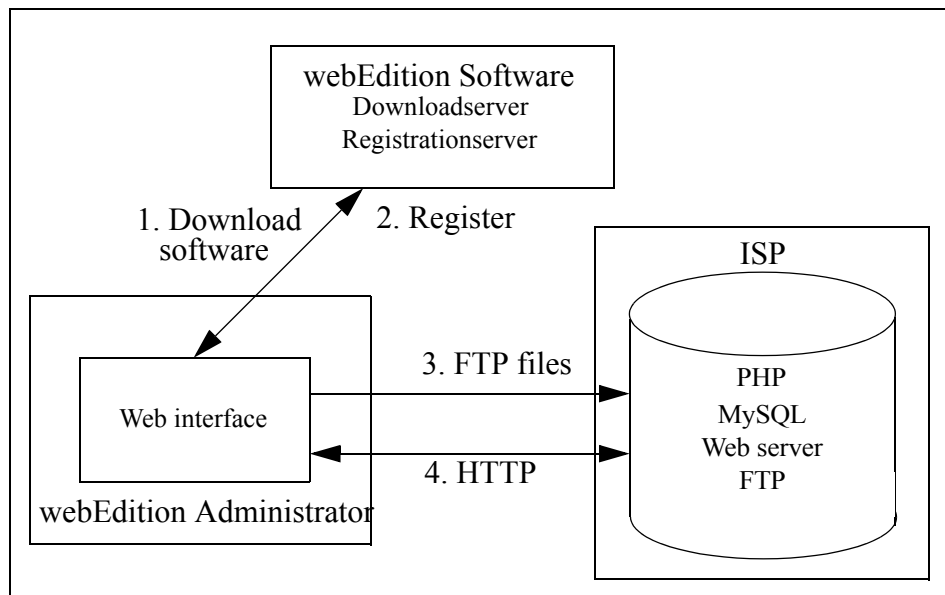 webEdition Software
Downloadserver
Registrationserver
1. Download
software
2. Register
ISP
3. FTP files
PHP
MySQL
Web server
FTP
Web interface
4. HTTP
webEdition Administrator